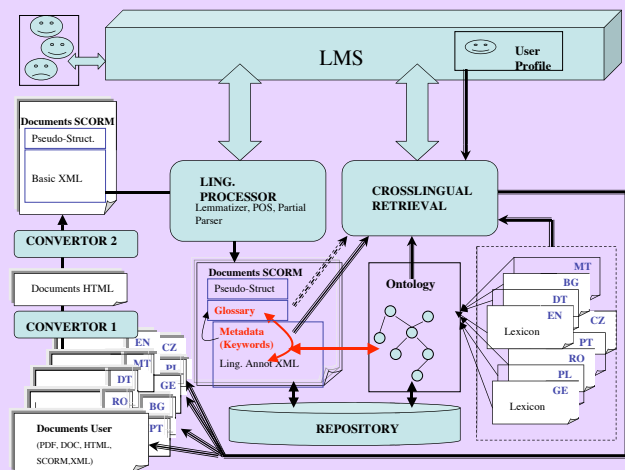 LMS
User
Profile
Documents SCORM
Pseudo-Struct.
Basic XML
LING.
PROCESSOR
Lemmatizer, POS, Partial
Parser
CROSSLINGUAL
RETRIEVAL
CONVERTOR 2
Documents HTML
CONVERTOR 1
Documents SCORM
Pseudo-Struct
Glossary
Metadata
(Keywords)
Ling. Annot XML
Ontology
MT
BG
DT
EN
Lexicon
CZ
PT
RO
PL
GE
Lexicon
EN
CZ
MT
PL
DT
GE
RO
BG
PT
Documents User
(PDF, DOC, HTML,
SCORM,XML)
REPOSITORY